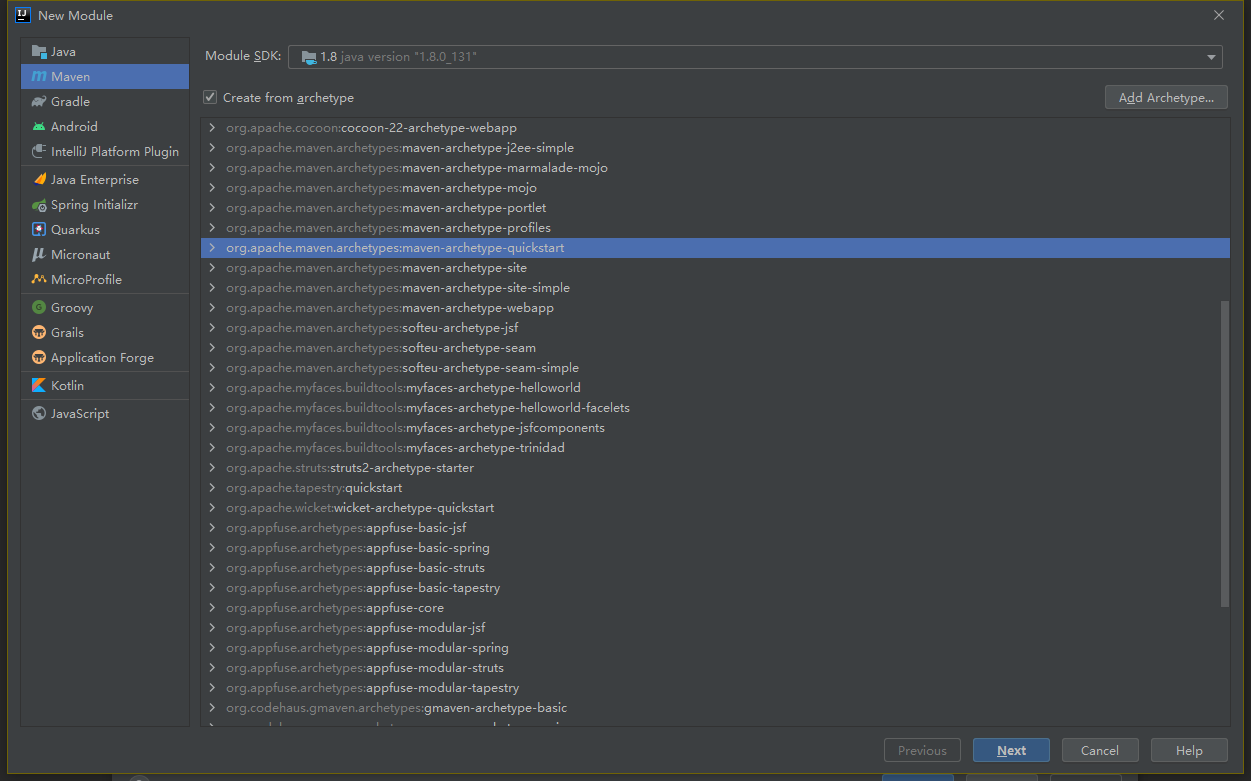 New Module
Java
Maven
Gradle
Android
IntelliJ Platform Plugin
Java Enterprise
Spring Initializr
Quarkus
Micronaut
MicroProfile
Groovy
Grails
Application Forge
Kotlin
JavaScript
Module SDK: 1.8 java version "1.8.0_131"
Create from archetype
Add Archetype...
org.apache.cocoon:cocoon-22-archetype-webapp
org.apache.maven.archetypes:maven-archetype-j2ee-simple
org.apache.maven.archetypes:maven-archetype-marmalade-mojo
org.apache.maven.archetypes:maven-archetype-mojo
org.apache.maven.archetypes:maven-archetype-portlet
org.apache.maven.archetypes:maven-archetype-profiles
org.apache.maven.archetypes:maven-archetype-quickstart
org.apache.maven.archetypes:maven-archetype-site
org.apache.maven.archetypes:maven-archetype-site-simple
org.apache.maven.archetypes:maven-archetype-webapp
org.apache.maven.archetypes:softeu-archetype-jsf
org.apache.maven.archetypes:softeu-archetype-seam
org.apache.maven.archetypes:softeu-archetype-seam-simple
org.apache.myfaces.buildtools:myfaces-archetype-helloworld
org.apache.myfaces.buildtools:myfaces-archetype-helloworld-facelets
org.apache.myfaces.buildtools:myfaces-archetype-jsfcomponents
org.apache.myfaces.buildtools:myfaces-archetype-trinidad
org.apache.struts:struts2-archetype-starter
org.apache.tapestry:quickstart
org.apache.wicket:wicket-archetype-quickstart
org.appfuse.archetypes:appfuse-basic-jsf
org.appfuse.archetypes:appfuse-basic-spring
org.appfuse.archetypes:appfuse-basic-struts
org.appfuse.archetypes:appfuse-basic-tapestry
org.appfuse.archetypes:appfuse-core
org.appfuse.archetypes:appfuse-modular-jsf
org.appfuse.archetypes:appfuse-modular-spring
org.appfuse.archetypes:appfuse-modular-struts
org.appfuse.archetypes:appfuse-modular-tapestry
org.codehaus.gmaven.archetypes:gmaven-archetype-basic
Previous
Next
Cancel
Help